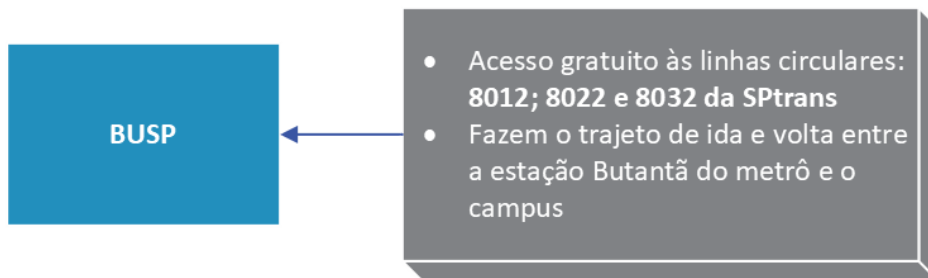 BUSP
• Acesso gratuito às linhas circulares:
8012; 8022 e 8032 da SPtrans
• Fazem o trajeto de ida e volta entre
a estação Butantã do metrô e o
campus